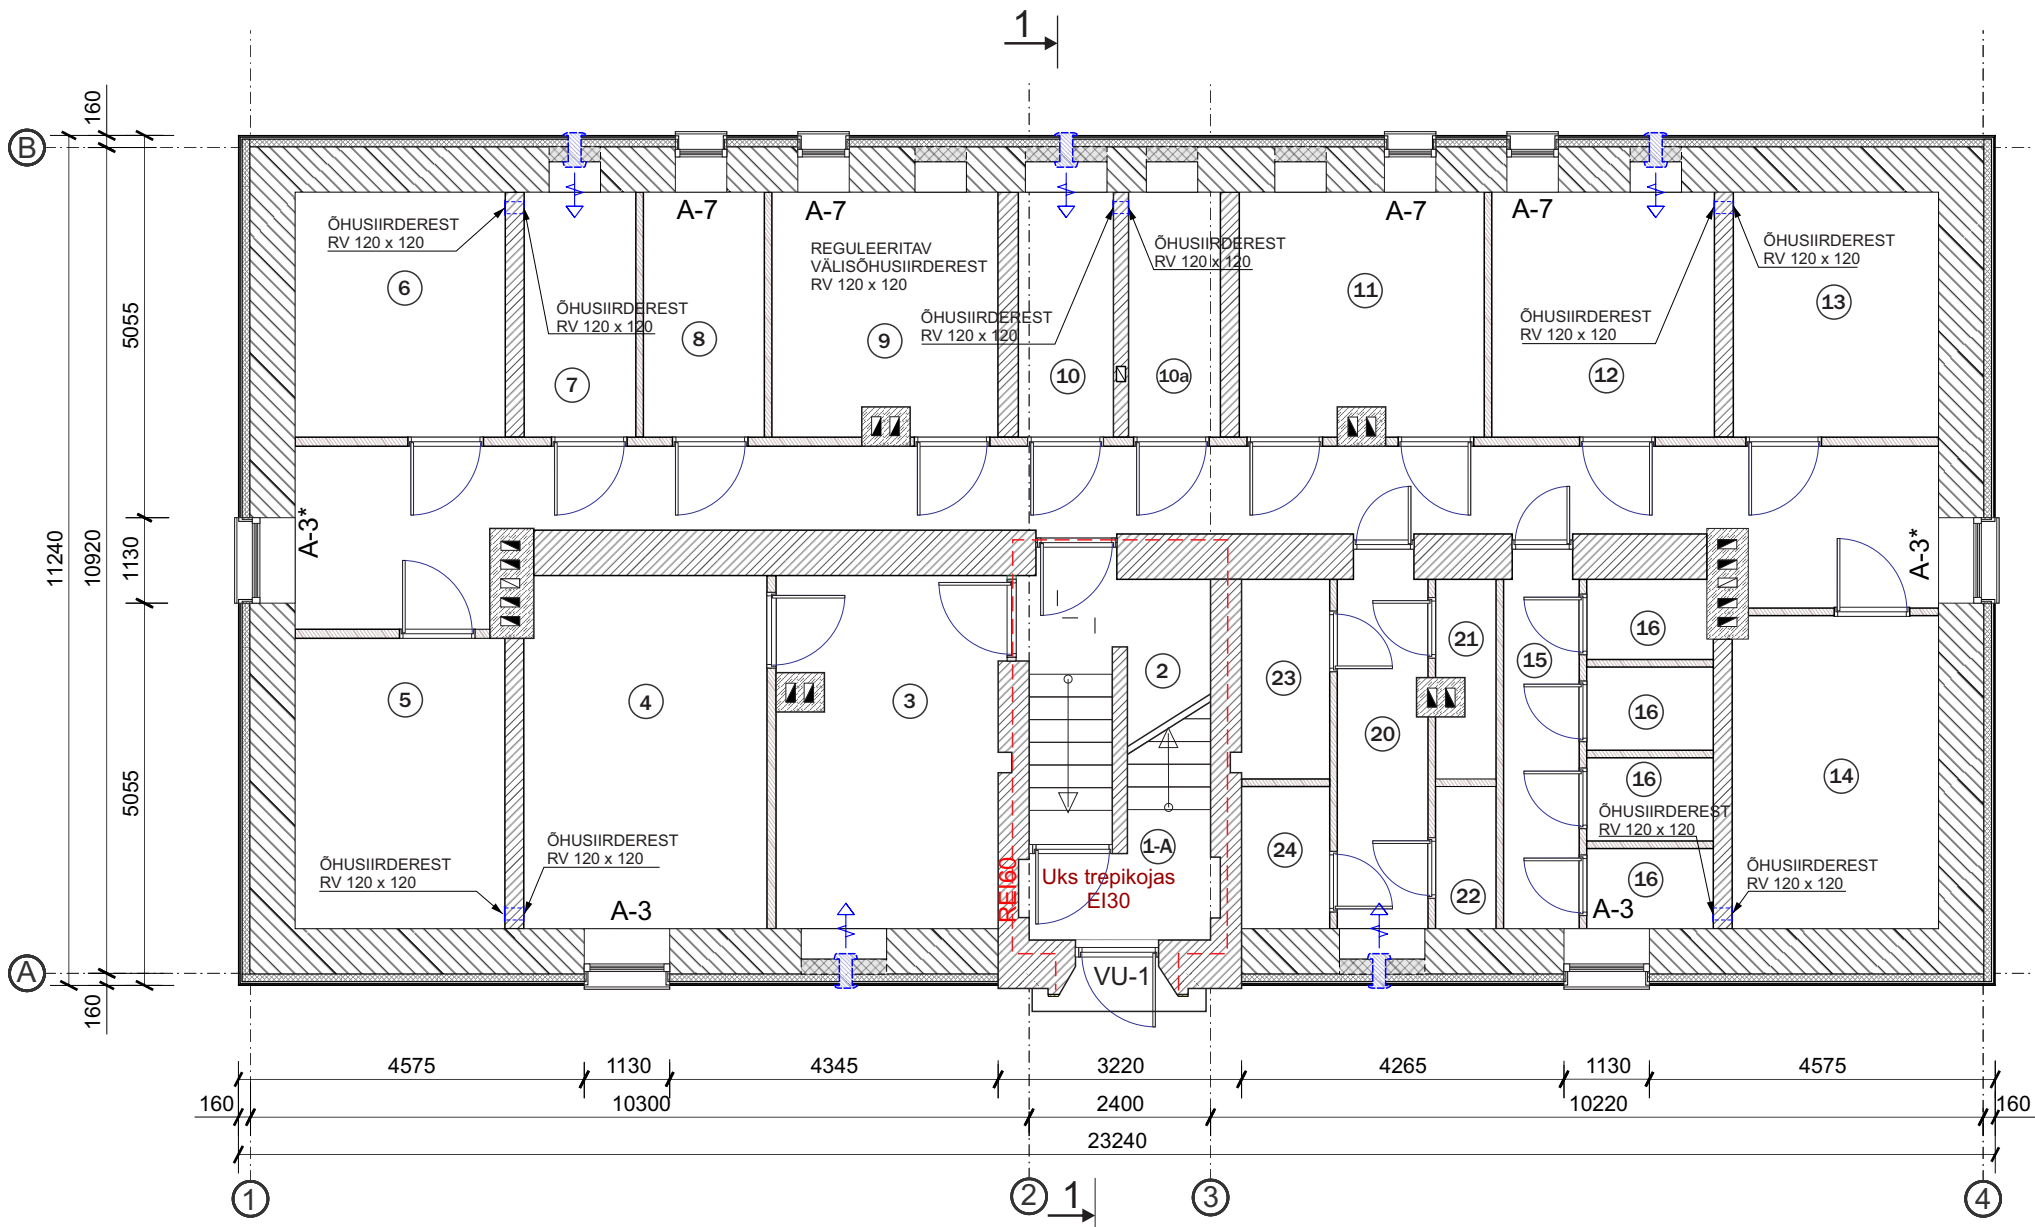 1
B
160
11240
10920
5055
1130
5055
160
A
ÕHUSIIRDEREST
RV 120 x 120
6
ÕHUSIIRDEREST
RV 120 x 120
7
A-7
8
A-7
REGULEERITAV
VÄLISÕHUSIIRDEREST
RV 120 x 120
9
ÕHUSIIRDEREST
RV 120 x 120
10
ÕHUSIIRDEREST
RV 120 x 120
10a
A-7
11
A-7
ÕHUSIIRDEREST
RV 120 x 120
12
ÕHUSIIRDEREST
RV 120 x 120
13
A-3*
A-3*
5
4
3
2
23
20
21
15
16
16
16
16
14
24
22
1-A
ÕHUSIIRDEREST
RV 120 x 120
ÕHUSIIRDEREST
RV 120 x 120
A-3
REI60
Uks trepikojas
EI30
VU-1
ÕHUSIIRDEREST
RV 120 x 120
ÕHUSIIRDEREST
RV 120 x 120
A-3
4575
1130
4345
3220
4265
1130
4575
160
10300
2400
10220
160
23240
1
2
1
3
4